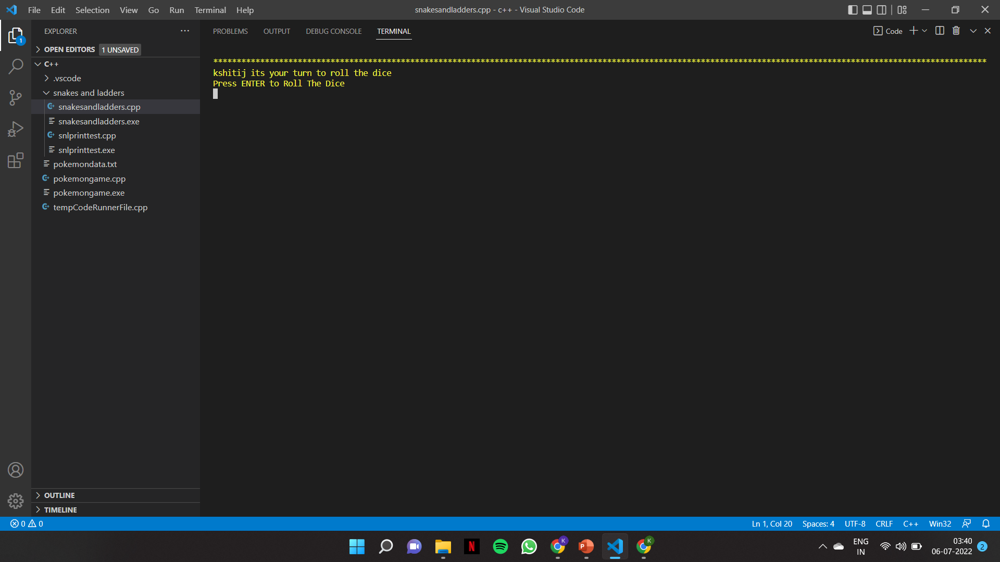 File Edit Selection View Go Run Terminal Help
snakesandladders.cpp - c++ - Visual Studio Code
EXPLORER
OPEN EDITORS 1 UNSAVED
C++
.vscode
snakes and ladders
snakesandladders.cpp
snakesandladders.exe
snlprinttest.cpp
snlprinttest.exe
pokemondata.txt
pokemongame.cpp
pokemongame.exe
tempCodeRunnerFile.cpp
OUTLINE
TIMELINE
PROBLEMS OUTPUT DEBUG CONSOLE TERMINAL
Code
*********************************************************************************************************************************************************************
kshitij its your turn to roll the dice
Press ENTER to Roll The Dice
1
0 0
Ln 1, Col 20 Spaces: 4 UTF-8 CRLF C++ Win32
N
K
P
K
ENG
IN
03:40
06-07-2022
2